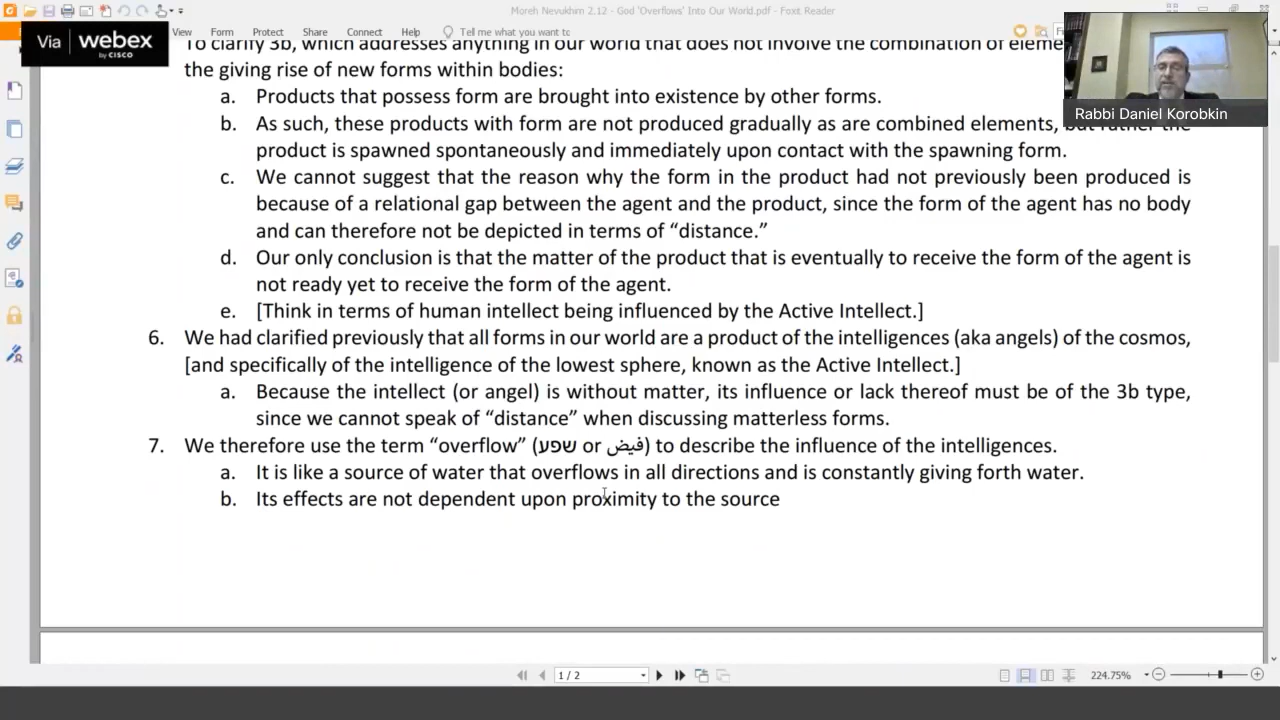 Moreh Nevukhim 2.12 - God 'Overflows' Into Our World.pdf - Foxit Reader
Via webex
by CISCO
View Form Share Connect Help Tell me what you want to
To clarify 3b, which addresses anything in our world that does not involve the combination of
the giving rise of new forms within bodies:
a. Products that possess form are brought into existence by other forms.
Rabbi Daniel Korobkin
b. As such, these products with form are not produced gradually as are combined elements, but rather the
product is spawned spontaneously and immediately upon contact with the spawning form.
c. We cannot suggest that the reason why the form in the product had not previously been produced is
because of a relational gap between the agent and the product, since the form of the agent has no body
and can therefore not be depicted in terms of “distance.”
d. Our only conclusion is that the matter of the product that is eventually to receive the form of the agent is
not ready yet to receive the form of the agent.
e. [Think in terms of human intellect being influenced by the Active Intellect.]
6. We had clarified previously that all forms in our world are a product of the intelligences (aka angels) of the cosmos,
[and specifically of the intelligence of the lowest sphere, known as the Active Intellect.]
a. Because the intellect (or angel) is without matter, its influence or lack thereof must be of the 3b type,
since we cannot speak of “distance” when discussing matterless forms.
7. We therefore use the term “overflow” (שפע or فيض) to describe the influence of the intelligences.
a. It is like a source of water that overflows in all directions and is constantly giving forth water.
b. Its effects are not dependent upon proximity to the source
1 / 2
224.75%